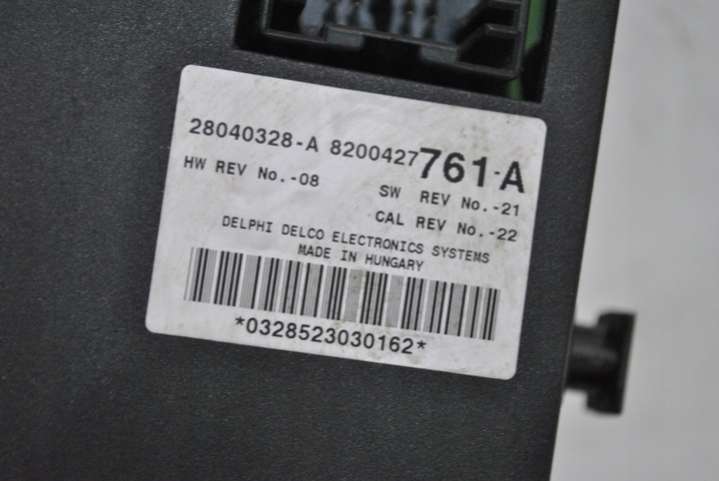 28040328-A 8200427761-A
HW REV No.-08 SW REV No.-21
CAL REV No.-22
DELPHI DELCO ELECTRONICS SYSTEMS
MADE IN HUNGARY
*0328523030162*